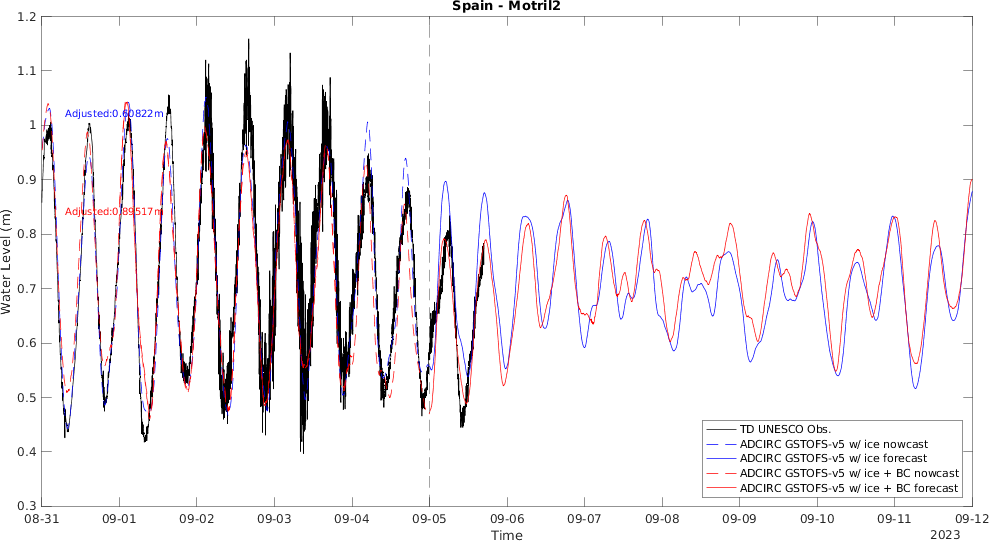 Spain - Motril2
1.2
1.1
1
0.9
0.8
0.7
0.6
0.5
0.4
0.3
Water Level (m)
Adjusted:0.60822m
Adjusted:0.89517m
TD UNESCO Obs.
ADCIRC GSTOFS-v5 w/ ice nowcast
ADCIRC GSTOFS-v5 w/ ice forecast
ADCIRC GSTOFS-v5 w/ ice + BC nowcast
ADCIRC GSTOFS-v5 w/ ice + BC forecast
08-31 09-01 09-02 09-03 09-04 09-05 09-06 09-07 09-08 09-09 09-10 09-11 09-12
Time
2023